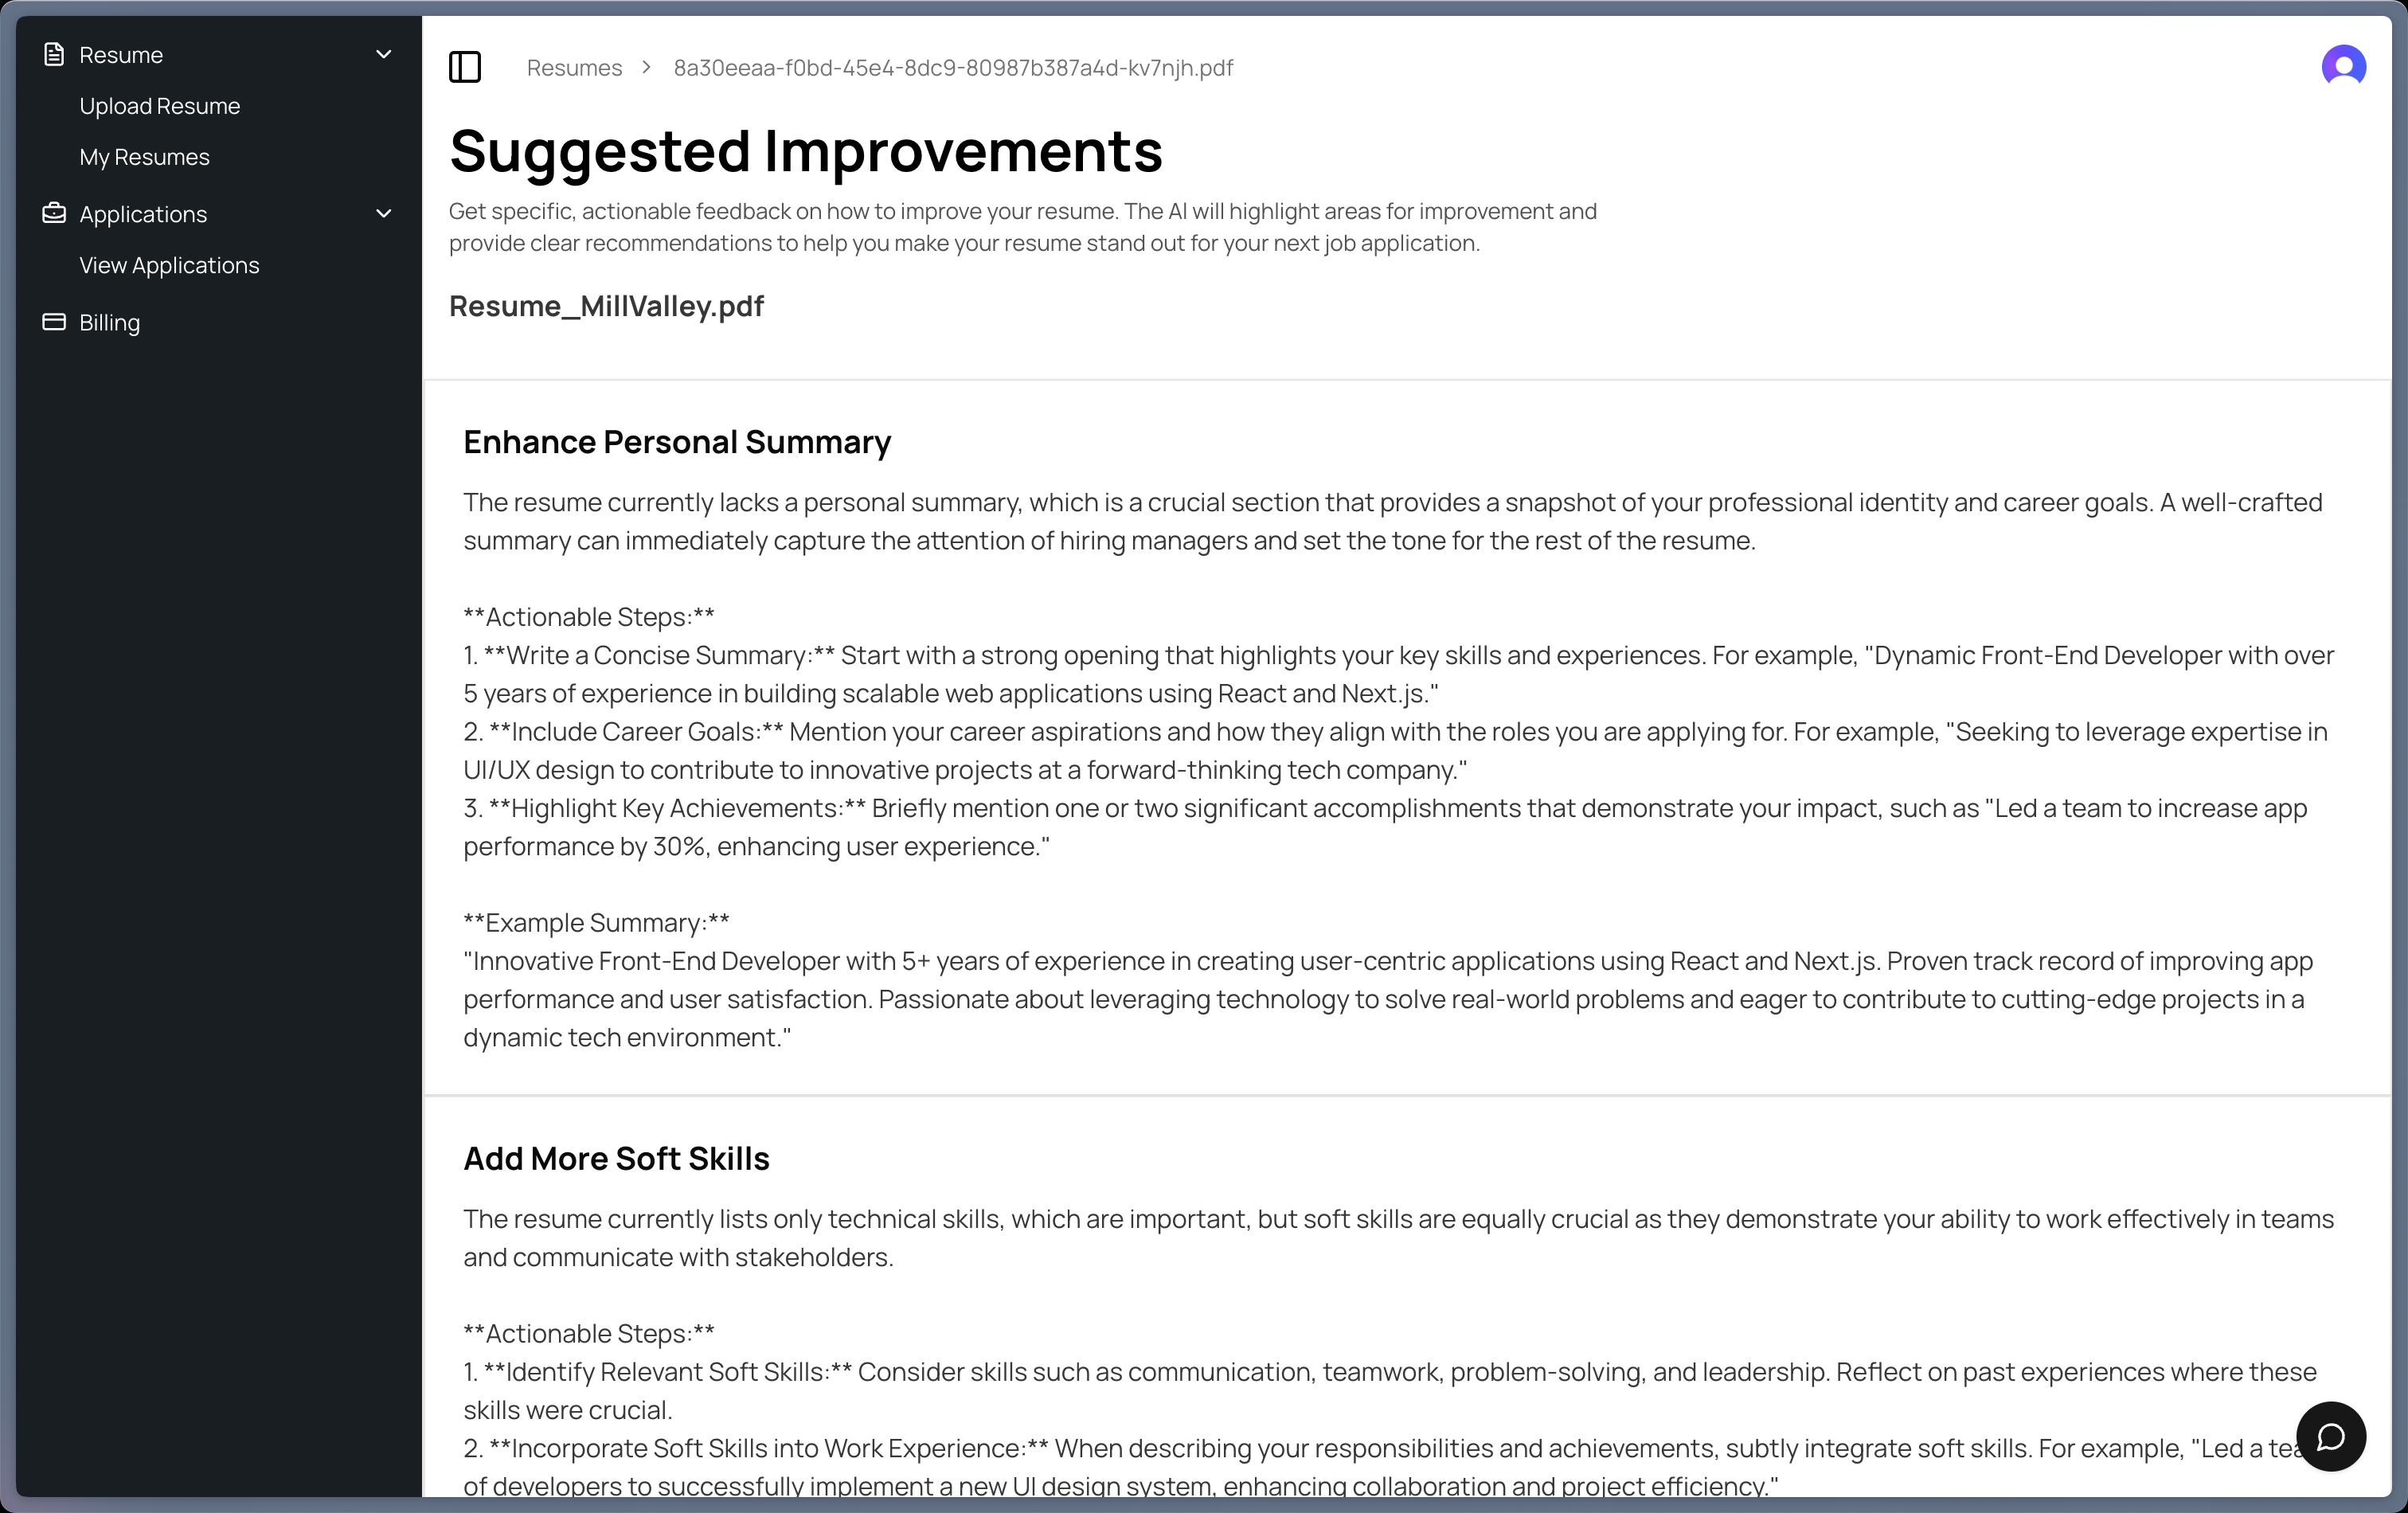 Resume
Upload Resume
My Resumes
Applications
View Applications
Billing
Resumes > 8a30eeaa-f0bd-45e4-8dc9-80987b387a4d-kv7njh.pdf
Suggested Improvements
Get specific, actionable feedback on how to improve your resume. The AI will highlight areas for improvement and
provide clear recommendations to help you make your resume stand out for your next job application.
Resume_MillValley.pdf
Enhance Personal Summary
The resume currently lacks a personal summary, which is a crucial section that provides a snapshot of your professional identity and career goals. A well-crafted
summary can immediately capture the attention of hiring managers and set the tone for the rest of the resume.
**Actionable Steps:**
1. **Write a Concise Summary:** Start with a strong opening that highlights your key skills and experiences. For example, "Dynamic Front-End Developer with over
5 years of experience in building scalable web applications using React and Next.js."
2. **Include Career Goals:** Mention your career aspirations and how they align with the roles you are applying for. For example, "Seeking to leverage expertise in
UI/UX design to contribute to innovative projects at a forward-thinking tech company."
3. **Highlight Key Achievements:** Briefly mention one or two significant accomplishments that demonstrate your impact, such as "Led a team to increase app
performance by 30%, enhancing user experience."
**Example Summary:**
"Innovative Front-End Developer with 5+ years of experience in creating user-centric applications using React and Next.js. Proven track record of improving app
performance and user satisfaction. Passionate about leveraging technology to solve real-world problems and eager to contribute to cutting-edge projects in a
dynamic tech environment."
Add More Soft Skills
The resume currently lists only technical skills, which are important, but soft skills are equally crucial as they demonstrate your ability to work effectively in teams
and communicate with stakeholders.
**Actionable Steps:**
1. **Identify Relevant Soft Skills:** Consider skills such as communication, teamwork, problem-solving, and leadership. Reflect on past experiences where these
skills were crucial.
2. **Incorporate Soft Skills into Work Experience:** When describing your responsibilities and achievements, subtly integrate soft skills. For example, "Led a
of developers to successfully implement a new UI design system, enhancing collaboration and project efficiency."